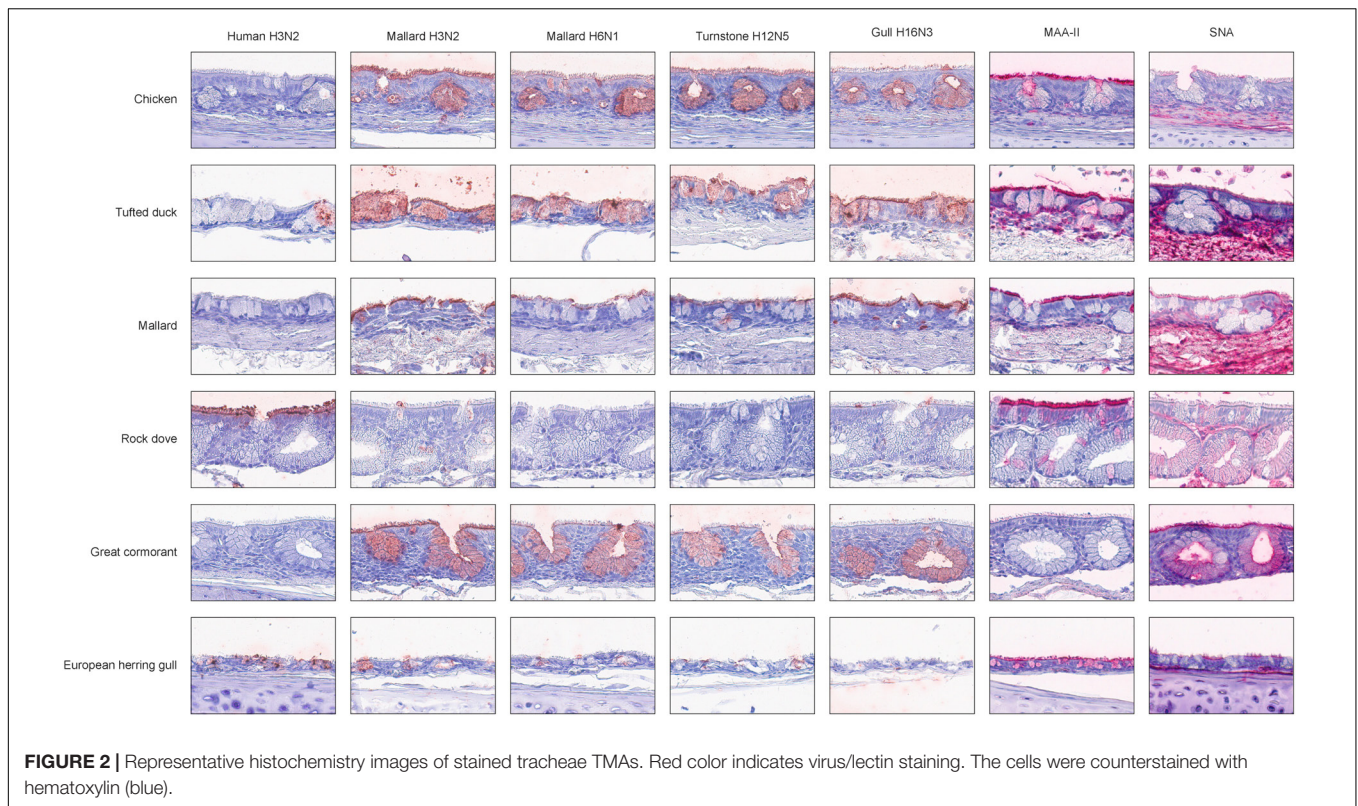 Human H3N2 Mallard H3N2 Mallard H6N1 Turnstone H12N5 Gull H16N3 MAA-II SNA
Chicken
Tufted duck
Mallard
Rock dove
Great cormorant
European herring gull
FIGURE 2 | Representative histochemistry images of stained tracheae TMAs. Red color indicates virus/lectin staining. The cells were counterstained with
hematoxylin (blue).